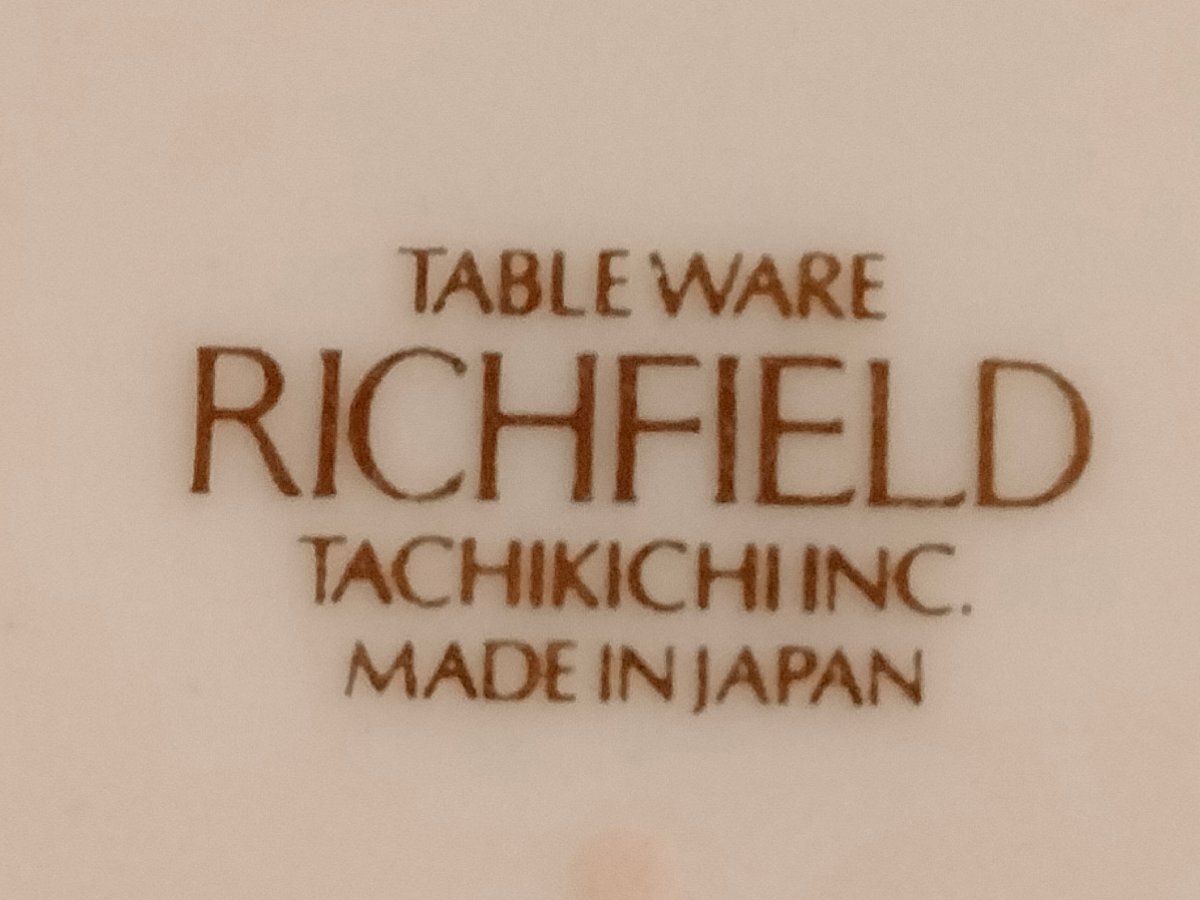 TABLE WARE
RICHFIELD
TACHIKICHI INC.
MADE IN JAPAN